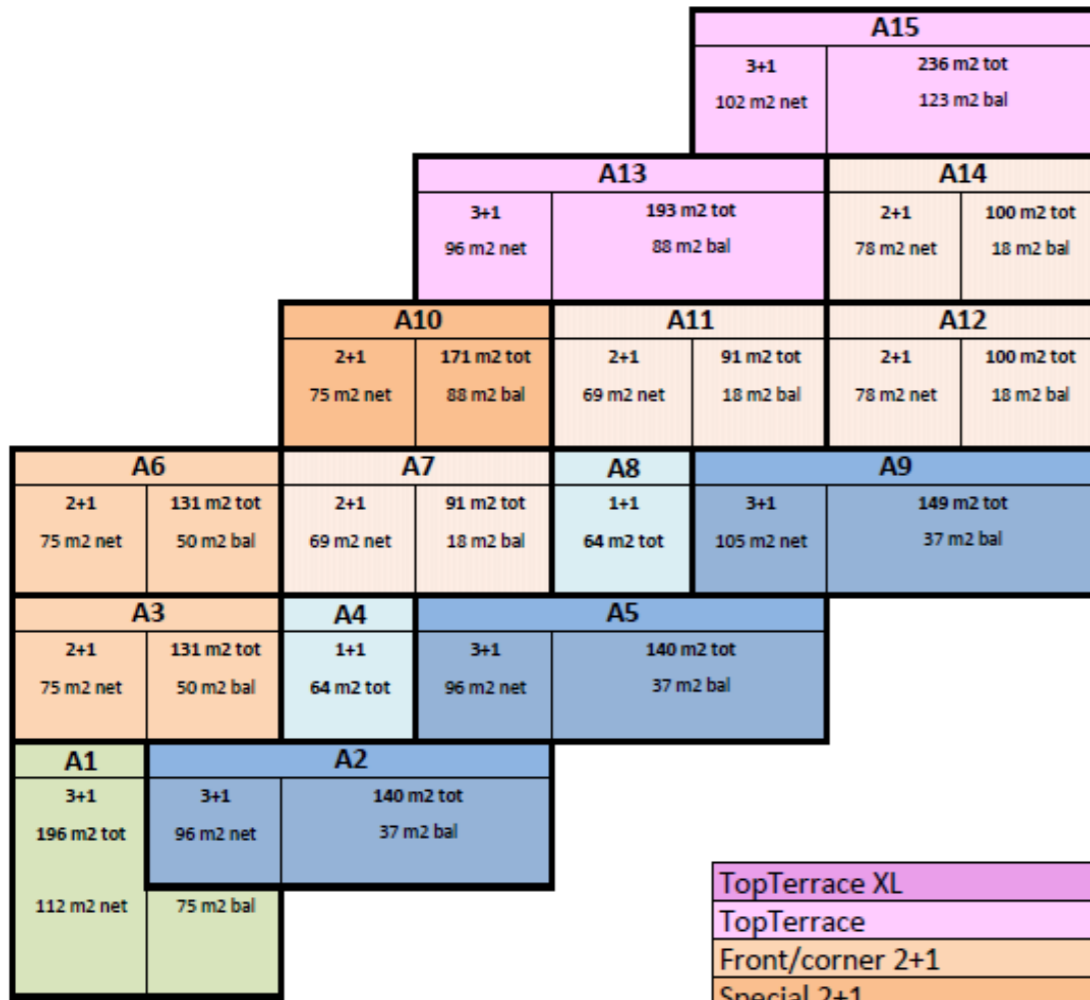 A15
3+1 236 m2 tot
102 m2 net 123 m2 bal
A13 A14
3+1 193 m2 tot 2+1 100 m2 tot
96 m2 net 88 m2 bal 78 m2 net 18 m2 bal
A10 A11 A12
2+1 171 m2 tot 2+1 91 m2 tot 2+1 100 m2 tot
75 m2 net 88 m2 bal 69 m2 net 18 m2 bal 78 m2 net 18 m2 bal
A6 A7 A8 A9
2+1 131 m2 tot 2+1 91 m2 tot 1+1 3+1 149 m2 tot
75 m2 net 50 m2 bal 69 m2 net 18 m2 bal 64 m2 tot 105 m2 net 37 m2 bal
A3 A4 A5
2+1 131 m2 tot 1+1 3+1 140 m2 tot
75 m2 net 50 m2 bal 64 m2 tot 96 m2 net 37 m2 bal
A1 A2
3+1 3+1 140 m2 tot
196 m2 tot 96 m2 net 37 m2 bal
112 m2 net 75 m2 bal
TopTerrace XL
TopTerrace
Front/corner 2+1
Special 2+1